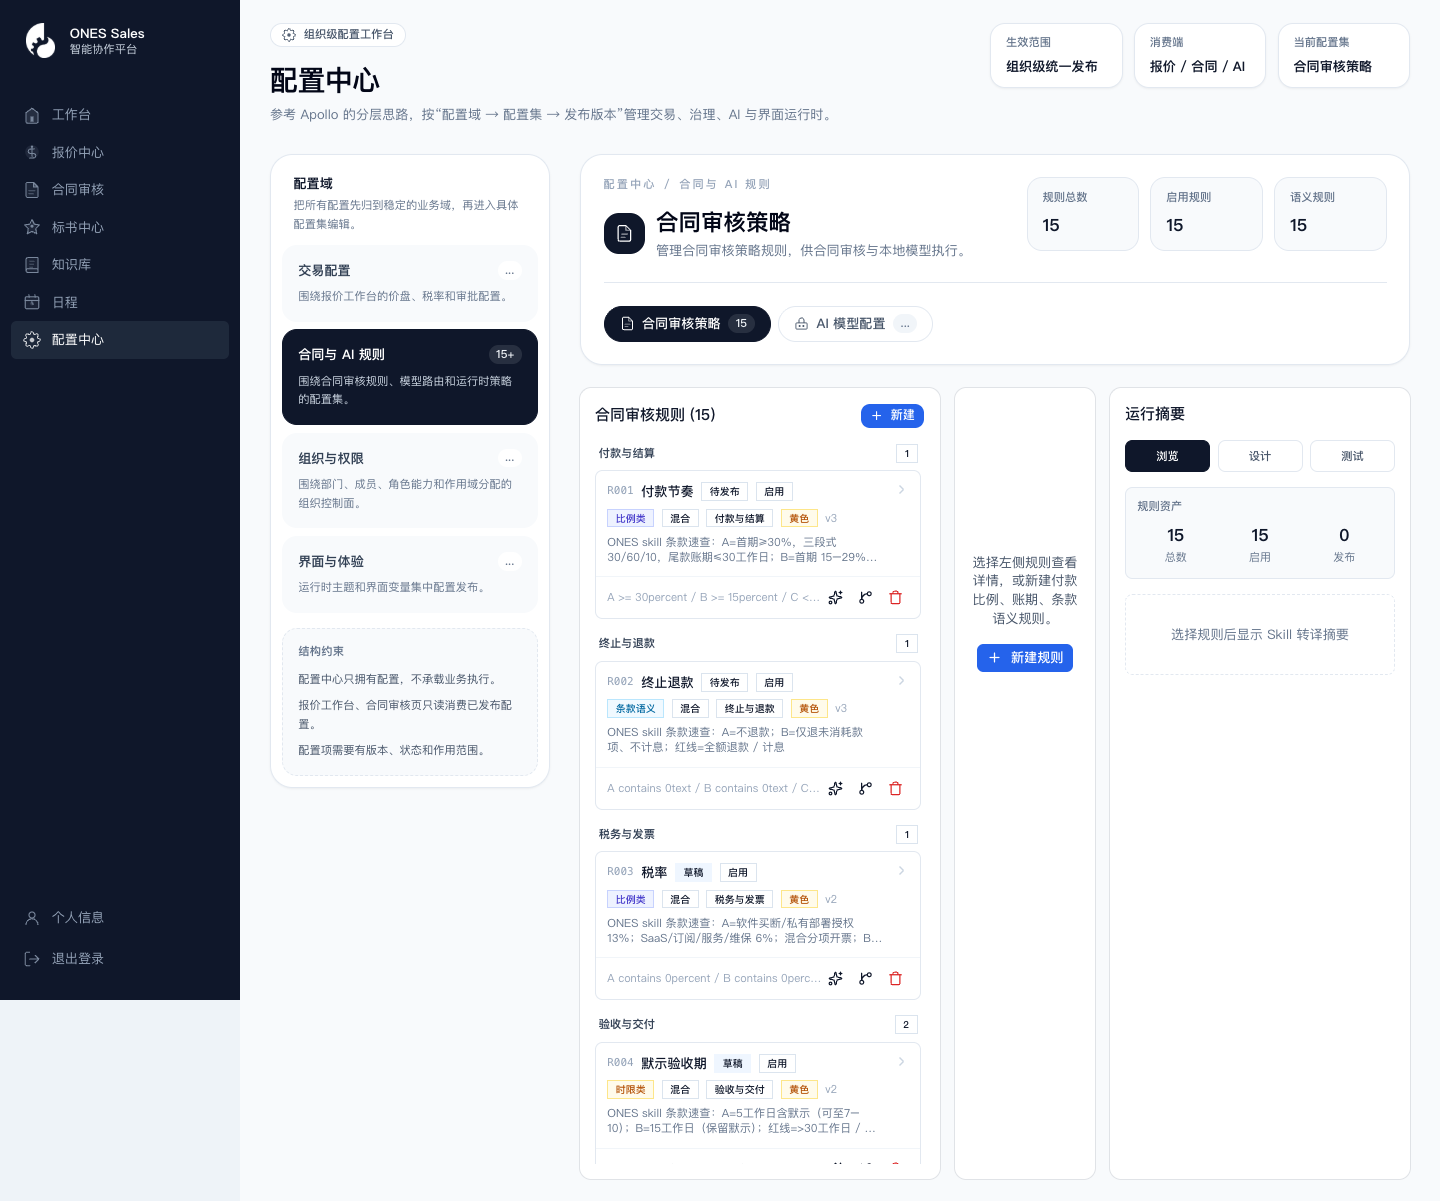 ONES Sales
智能协作平台
工作台
报价中心
合同审核
标书中心
知识库
日程
配置中心
个人信息
退出登录
组织级配置工作台
配置中心
参考 Apollo 的分层思路，按“配置域 → 配置集 → 发布版本”管理交易、治理、AI 与界面运行时。
生效范围
组织级统一发布
消费端
报价 / 合同 / AI
当前配置集
合同审核策略
配置域
把所有配置先归到稳定的业务域，再进入具体
配置集编辑。
交易配置
...
围绕报价工作台的价盘、税率和审批配置。
合同与 AI 规则
15+
围绕合同审核规则、模型路由和运行时策略
的配置集。
组织与权限
...
围绕部门、成员、角色能力和作用域分配的
组织控制面。
界面与体验
...
运行时主题和界面变量集中配置发布。
结构约束
配置中心只拥有配置，不承载业务执行。
报价工作台、合同审核页只读消费已发布配
置。
配置项需要有版本、状态和作用范围。
配置中心 / 合同与 AI 规则
合同审核策略
管理合同审核策略规则，供合同审核与本地模型执行。
规则总数
15
启用规则
15
语义规则
15
合同审核策略 15
AI 模型配置 ...
合同审核规则 (15)
+ 新建
付款与结算 1
R001 付款节奏 待发布 启用
比例类 混合 付款与结算 黄色 v3
ONES skill 条款速查：A=首期≥30%，三段式
30/60/10，尾款账期≤30工作日；B=首期 15—29%...
A >= 30percent / B >= 15percent / C <...
终止与退款 1
R002 终止退款 待发布 启用
条款语义 混合 终止与退款 黄色 v3
ONES skill 条款速查：A=不退款；B=仅退未消耗款
项、不计息；红线=全额退款 / 计息
A contains 0text / B contains 0text / C...
税务与发票 1
R003 税率 草稿 启用
比例类 混合 税务与发票 黄色 v2
ONES skill 条款速查：A=软件买断/私有部署授权
13%；SaaS/订阅/服务/维保 6%；混合分项开票；B...
A contains 0percent / B contains 0perc...
验收与交付 2
R004 默示验收期 草稿 启用
时限类 混合 验收与交付 黄色 v2
ONES skill 条款速查：A=5工作日含默示（可至7—
10）；B=15工作日（保留默示）；红线=>30工作日 / ...
选择左侧规则查看
详情，或新建付款
比例、账期、条款
语义规则。
+ 新建规则
运行摘要
浏览
设计
测试
规则资产
15
总数
15
启用
0
发布
选择规则后显示 Skill 转译摘要